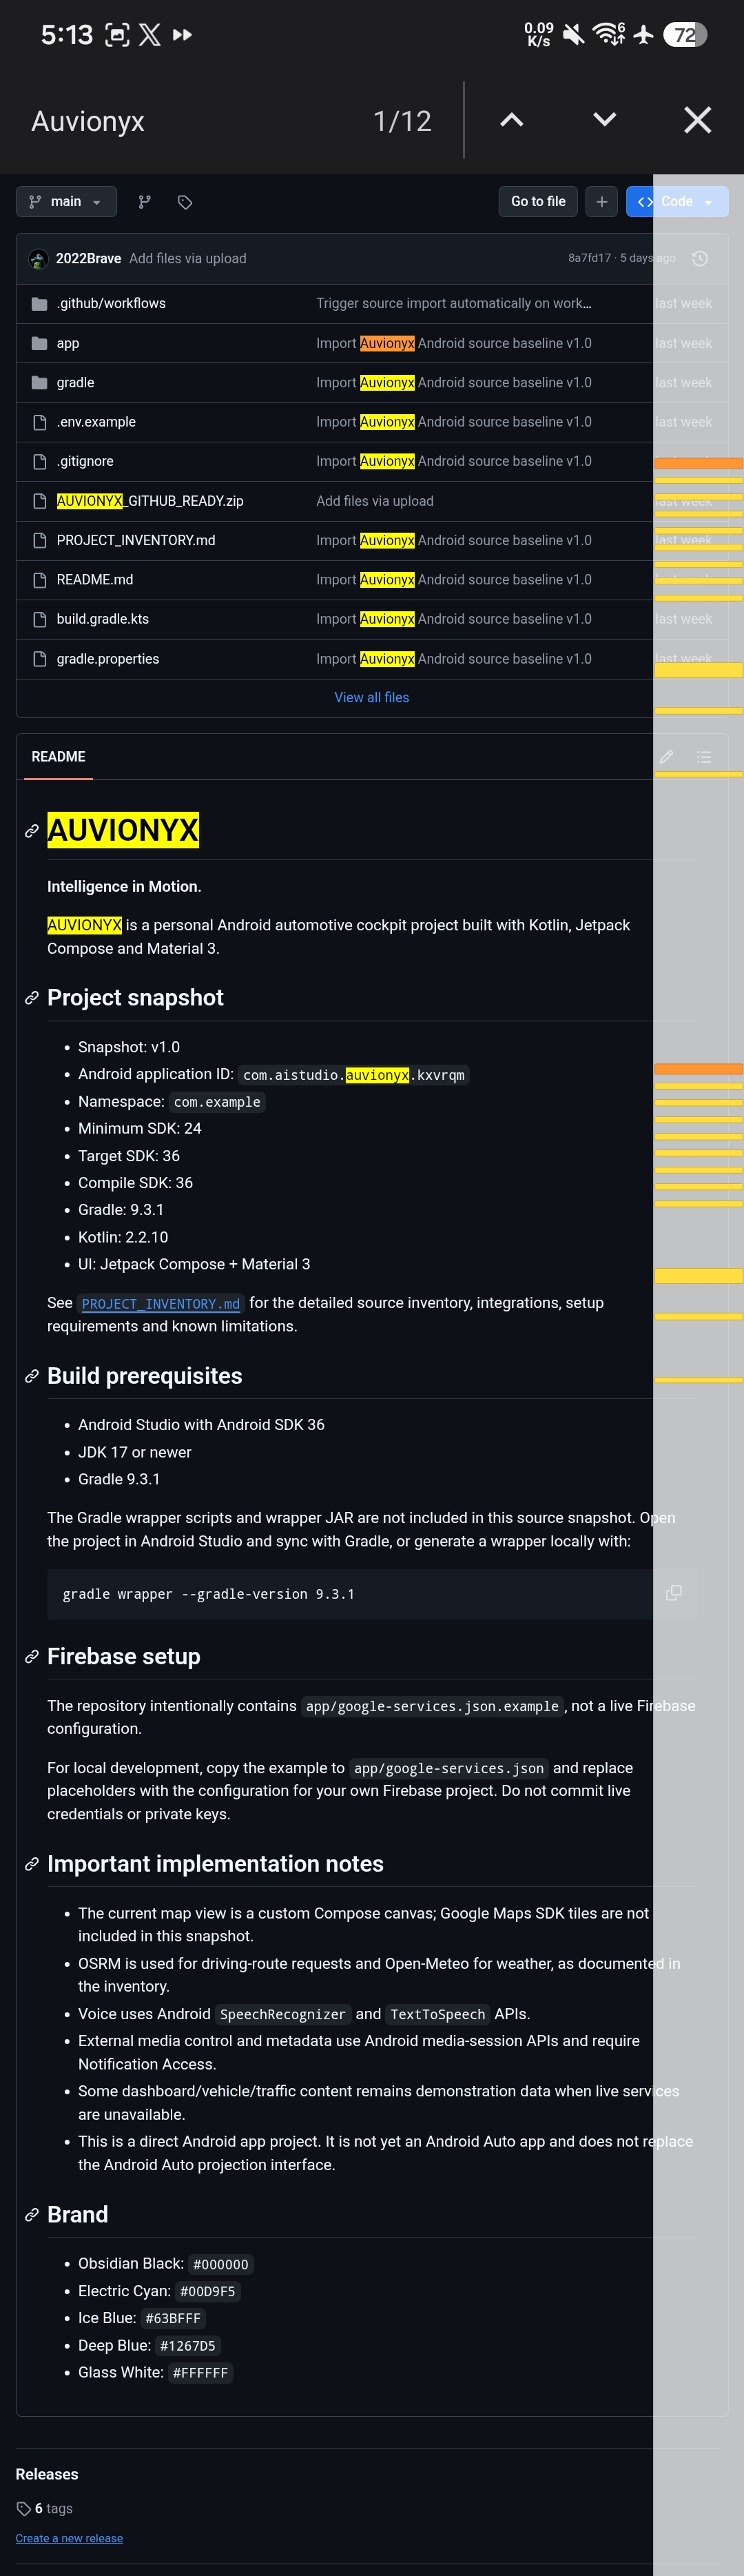 5:13
0.09 K/s
6
72
Auvionyx 1/12
main Go to file Code
2022Brave Add files via upload 8a7fd17 · 5 days ago
.github/workflows Trigger source import automatically on work… last week
app Import Auvionyx Android source baseline v1.0 last week
gradle Import Auvionyx Android source baseline v1.0 last week
.env.example Import Auvionyx Android source baseline v1.0 last week
.gitignore Import Auvionyx Android source baseline v1.0 last week
AUVIONYX_GITHUB_READY.zip Add files via upload last week
PROJECT_INVENTORY.md Import Auvionyx Android source baseline v1.0 last week
README.md Import Auvionyx Android source baseline v1.0 last week
build.gradle.kts Import Auvionyx Android source baseline v1.0 last week
gradle.properties Import Auvionyx Android source baseline v1.0 last week
View all files
README
AUVIONYX
Intelligence in Motion.
AUVIONYX is a personal Android automotive cockpit project built with Kotlin, Jetpack
Compose and Material 3.
Project snapshot
• Snapshot: v1.0
• Android application ID: com.aistudio.auvionyx.kxvrqm
• Namespace: com.example
• Minimum SDK: 24
• Target SDK: 36
• Compile SDK: 36
• Gradle: 9.3.1
• Kotlin: 2.2.10
• UI: Jetpack Compose + Material 3
See PROJECT_INVENTORY.md for the detailed source inventory, integrations, setup
requirements and known limitations.
Build prerequisites
• Android Studio with Android SDK 36
• JDK 17 or newer
• Gradle 9.3.1
The Gradle wrapper scripts and wrapper JAR are not included in this source snapshot. Open
the project in Android Studio and sync with Gradle, or generate a wrapper locally with:
gradle wrapper --gradle-version 9.3.1
Firebase setup
The repository intentionally contains app/google-services.json.example, not a live Firebase
configuration.
For local development, copy the example to app/google-services.json and replace
placeholders with the configuration for your own Firebase project. Do not commit live
credentials or private keys.
Important implementation notes
• The current map view is a custom Compose canvas; Google Maps SDK tiles are not
included in this snapshot.
• OSRM is used for driving-route requests and Open-Meteo for weather, as documented in
the inventory.
• Voice uses Android SpeechRecognizer and TextToSpeech APIs.
• External media control and metadata use Android media-session APIs and require
Notification Access.
• Some dashboard/vehicle/traffic content remains demonstration data when live services
are unavailable.
• This is a direct Android app project. It is not yet an Android Auto app and does not replace
the Android Auto projection interface.
Brand
• Obsidian Black: #000000
• Electric Cyan: #00D9F5
• Ice Blue: #63BFFF
• Deep Blue: #1267D5
• Glass White: #FFFFFF
Releases
6 tags
Create a new release